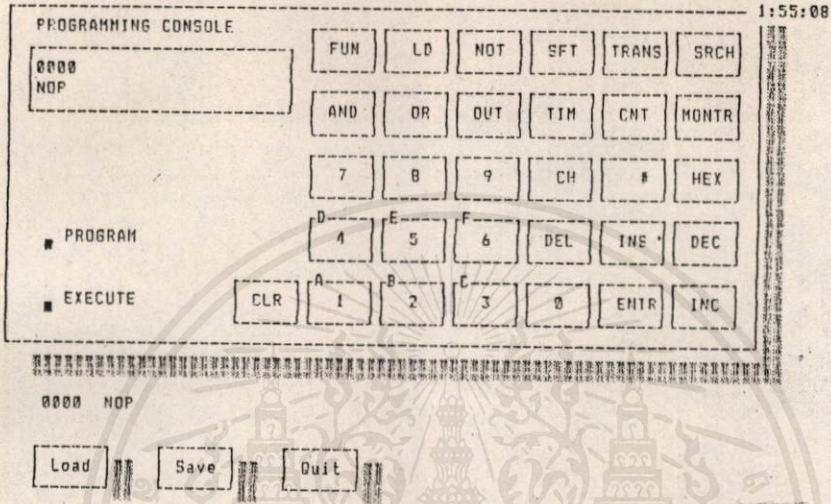 1:55:08
PROGRAMMING CONSOLE
0000
NOP
FUN LD NOT SFT TRANS SRCH
AND OR OUT TIM CNT MONTR
7 8 9 CH # HEX
D 4 E 5 F 6 DEL INS DEC
PROGRAM
CLR A 1 B 2 C 3 0 ENTR INC
EXECUTE
0000 NOP
Load Save Quit